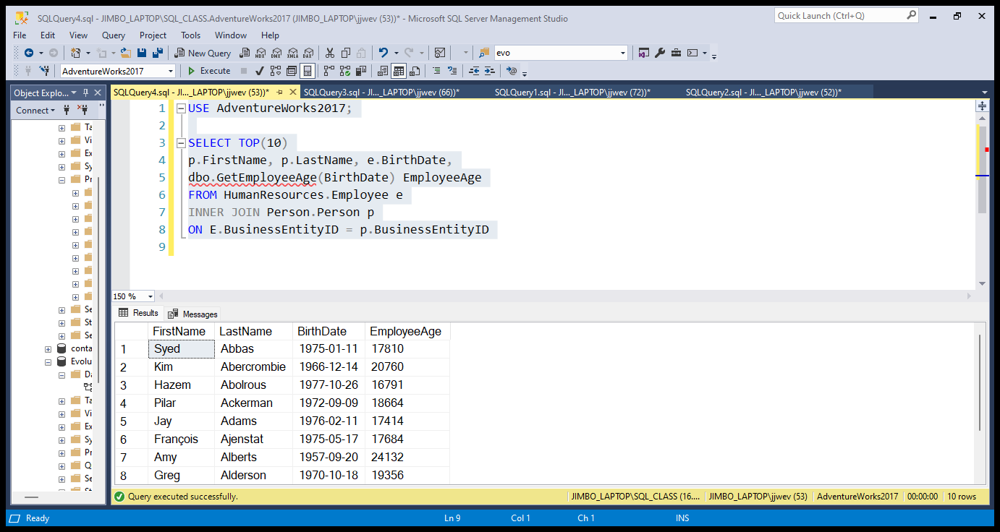 SQLQuery4.sql - JIMBO_LAPTOP\SQL_CLASS.AdventureWorks2017 (JIMBO_LAPTOP\jjwev (53))* - Microsoft SQL Server Management Studio
Quick Launch (Ctrl+Q)
File Edit View Query Project Tools Window Help
New Query MDX DMX XMLA DAX evo
AdventureWorks2017 Execute
Object Explo...
SQLQuery4.sql - JI..._LAPTOP\jjwev (53))* SQLQuery3.sql - JI..._LAPTOP\jjwev (66))* SQLQuery1.sql - JI..._LAPTOP\jjwev (72))* SQLQuery2.sql - JI..._LAPTOP\jjwev (52))*
Connect
Ta
Vi
Ex
Sy
Pr
Se
St
Se
conta
Evolu
Da
Ta
Vi
Ex
Sy
Pr
Q
Se
St
1 USE AdventureWorks2017;
2
3 SELECT TOP(10)
4 p.FirstName, p.LastName, e.BirthDate,
5 dbo.GetEmployeeAge(BirthDate) EmployeeAge
6 FROM HumanResources.Employee e
7 INNER JOIN Person.Person p
8 ON E.BusinessEntityID = p.BusinessEntityID
9
150 %
Results Messages
FirstName LastName BirthDate EmployeeAge
1 Syed Abbas 1975-01-11 17810
2 Kim Abercrombie 1966-12-14 20760
3 Hazem Abolrous 1977-10-26 16791
4 Pilar Ackerman 1972-09-09 18664
5 Jay Adams 1976-02-11 17414
6 François Ajenstat 1975-05-17 17684
7 Amy Alberts 1957-09-20 24132
8 Greg Alderson 1970-10-18 19356
Query executed successfully. JIMBO_LAPTOP\SQL_CLASS (16.... JIMBO_LAPTOP\jjwev (53) AdventureWorks2017 00:00:00 10 rows
Ready Ln 9 Col 1 Ch 1 INS